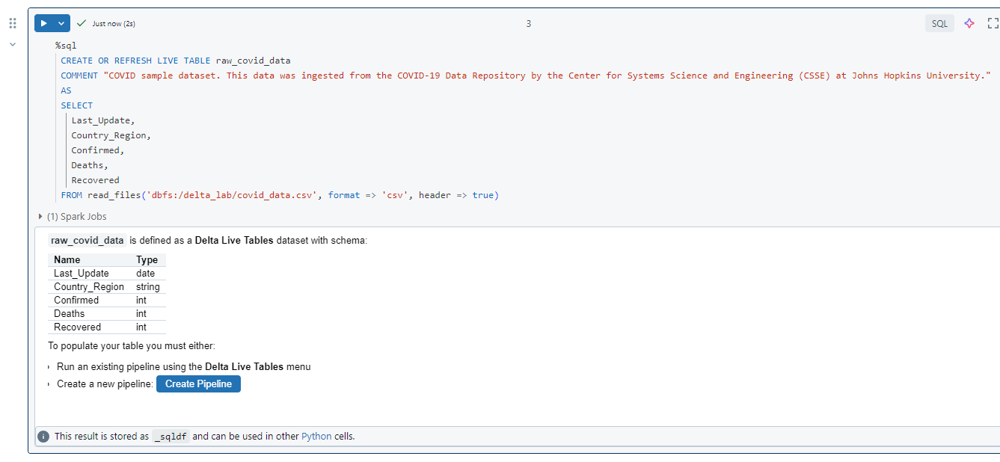 Just now (2s)
3
SQL
%sql
CREATE OR REFRESH LIVE TABLE raw_covid_data
COMMENT "COVID sample dataset. This data was ingested from the COVID-19 Data Repository by the Center for Systems Science and Engineering (CSSE) at Johns Hopkins University."
AS
SELECT
Last_Update,
Country_Region,
Confirmed,
Deaths,
Recovered
FROM read_files('dbfs:/delta_lab/covid_data.csv', format => 'csv', header => true)
(1) Spark Jobs
raw_covid_data is defined as a Delta Live Tables dataset with schema:
Name Type
Last_Update date
Country_Region string
Confirmed int
Deaths int
Recovered int
To populate your table you must either:
Run an existing pipeline using the Delta Live Tables menu
Create a new pipeline: Create Pipeline
This result is stored as _sqldf and can be used in other Python cells.